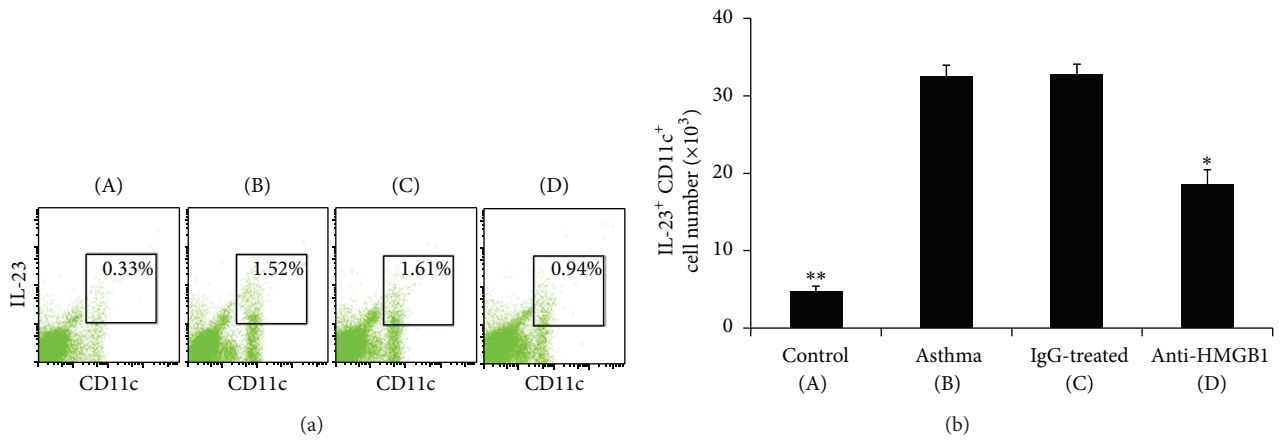 (a)
(A) (B) (C) (D)
IL-23
0.33% 1.52% 1.61% 0.94%
CD11c CD11c CD11c CD11c
(a)
(b)
IL-23⁺ CD11c⁺
cell number (×10³)
40
30
20
10
0
**
*
Control Asthma IgG-treated Anti-HMGB1
(A) (B) (C) (D)
(b)